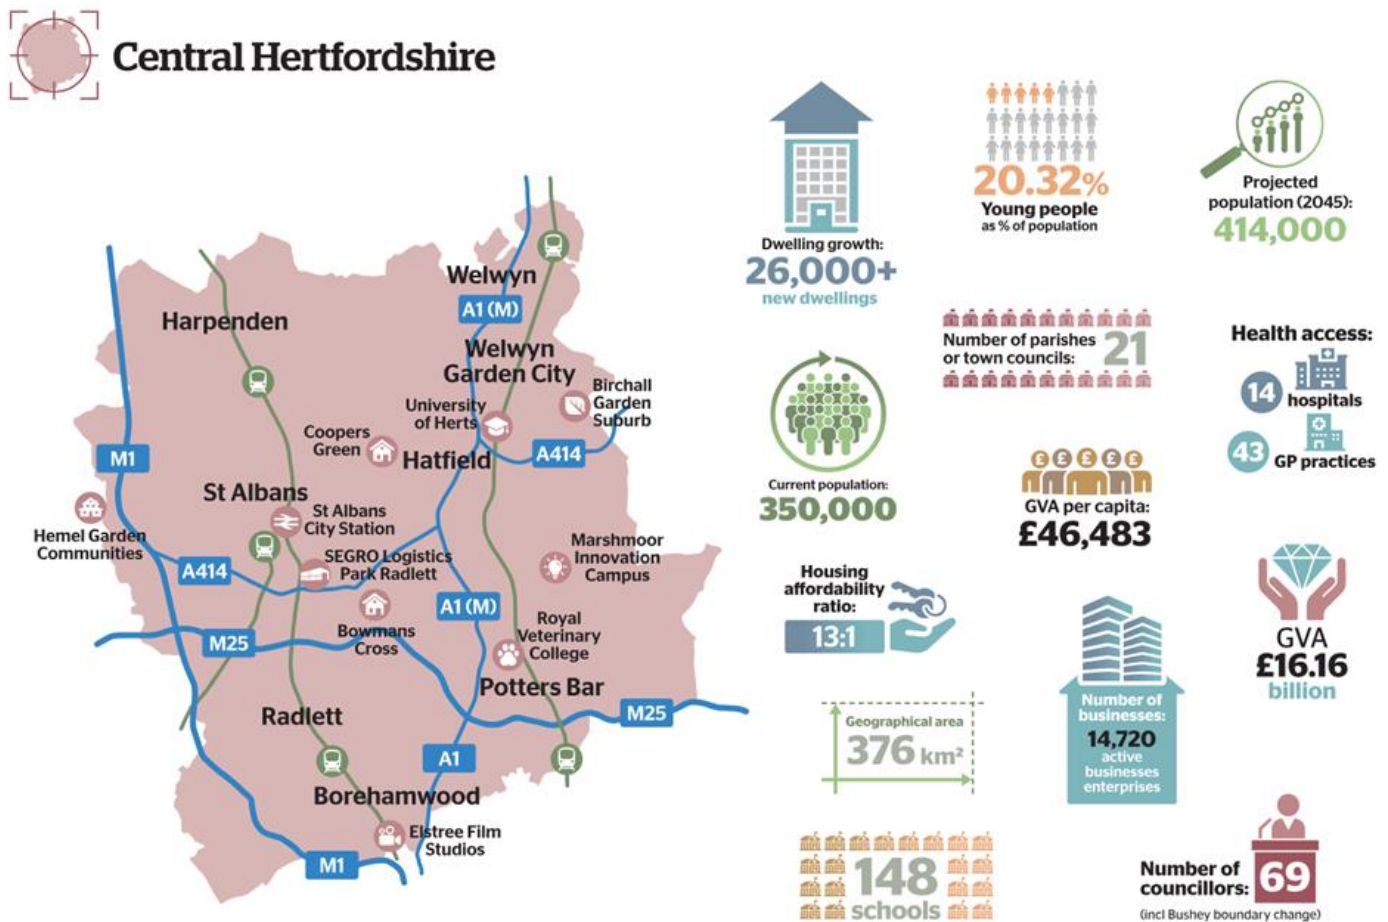 Central Hertfordshire
Welwyn
A1 (M)
Harpenden
Welwyn
Garden City
Birchall
Garden
Suburb
University
of Herts
Coopers
Green
Hatfield
A414
M1
St Albans
St Albans
City Station
Hemel Garden
Communities
SEGRO Logistics
Park Radlett
Marshmoor
Innovation
Campus
A414
A1 (M)
M25
Bowmans
Cross
Royal
Veterinary
College
Potters Bar
M25
Radlett
A1
Borehamwood
Elstree Film
Studios
M1
Dwelling growth:
26,000+
new dwellings
20.32%
Young people
as % of population
Projected
population (2045):
414,000
Number of parishes
or town councils:
21
Health access:
14
hospitals
43
GP practices
Current population:
350,000
£ £ £ £ £
GVA per capita:
£46,483
Housing
affordability
ratio:
13:1
GVA
£16.16
billion
Number of
businesses:
14,720
active
businesses
enterprises
Geographical area
376 km²
148
schools
Number of
councillors:
69
(incl Bushey boundary change)